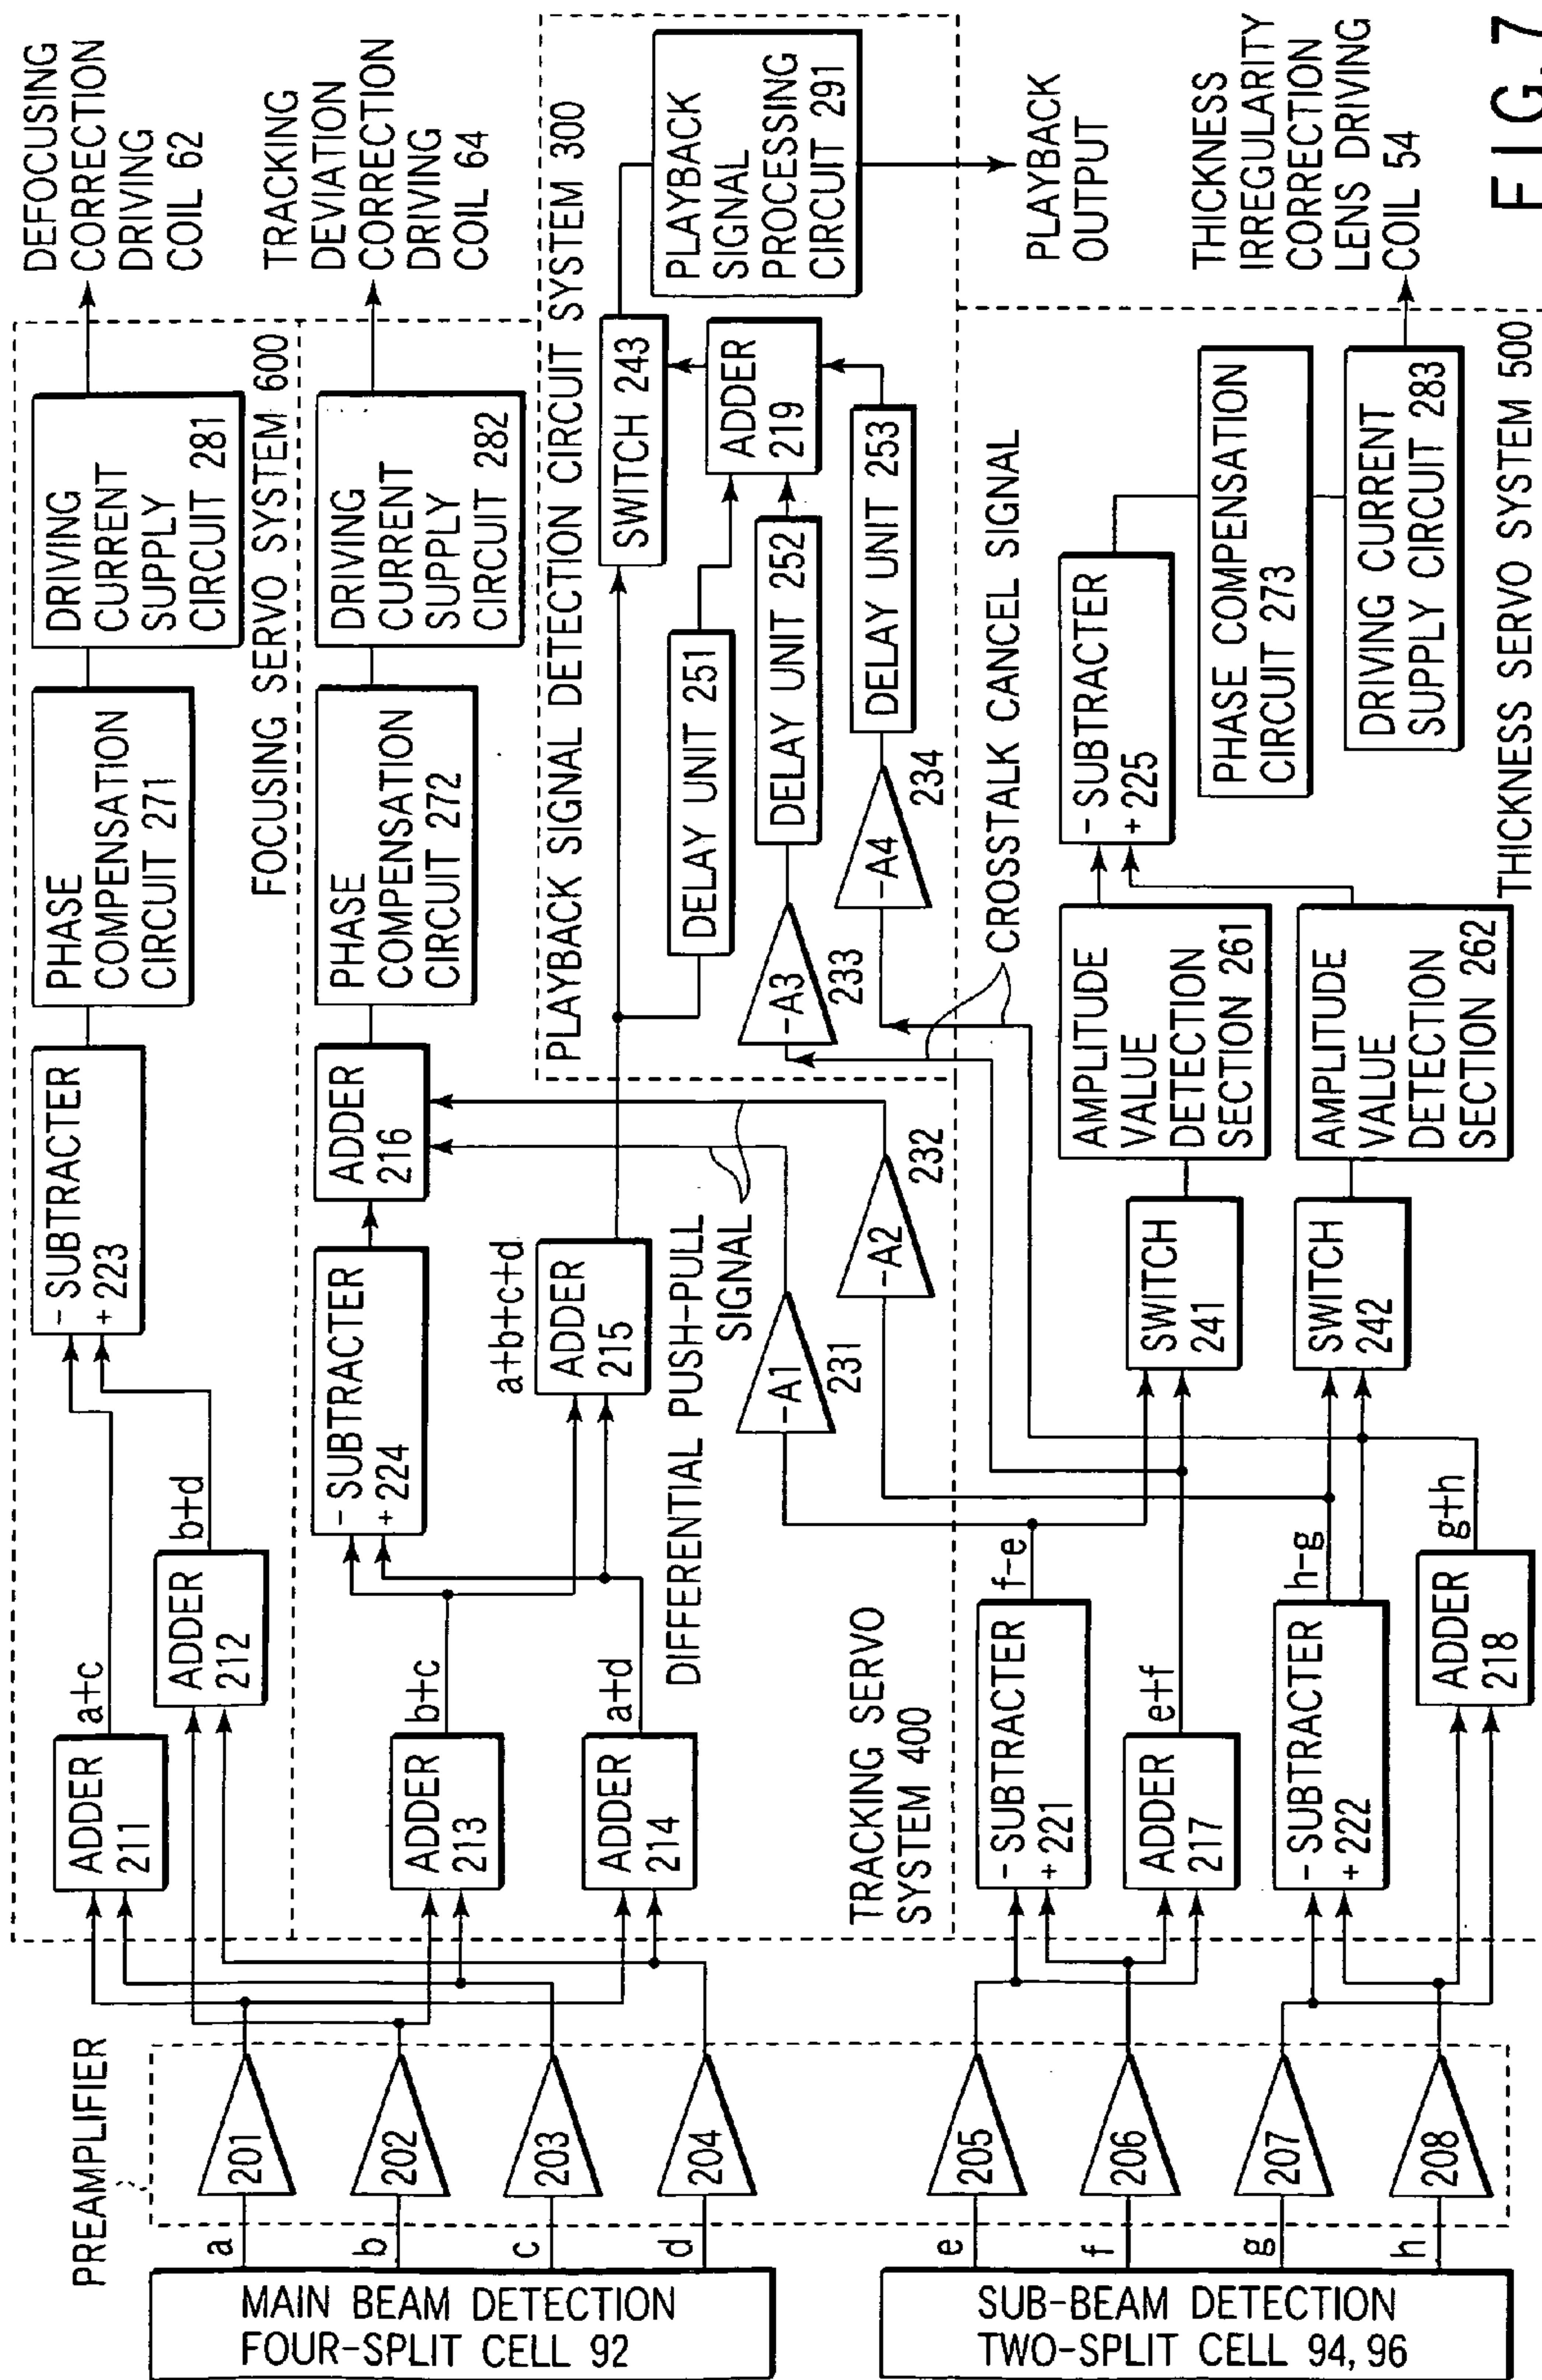 PREAMPLIFIER
MAIN BEAM DETECTION
FOUR-SPLIT CELL 92
a
b
c
d
201
202
203
204
SUB-BEAM DETECTION
TWO-SPLIT CELL 94, 96
e
f
g
h
205
206
207
208
ADDER
211
a+c
ADDER
212
b+d
- SUBTRACTER
+ 223
PHASE
COMPENSATION
CIRCUIT 271
DRIVING
CURRENT
SUPPLY
CIRCUIT 281
FOCUSING SERVO SYSTEM 600
DEFOCUSING
CORRECTION
DRIVING
COIL 62
ADDER
213
b+c
ADDER
214
a+d
- SUBTRACTER
+ 224
ADDER
215
a+b+c+d
ADDER
216
PHASE
COMPENSATION
CIRCUIT 272
DRIVING
CURRENT
SUPPLY
CIRCUIT 282
TRACKING
DEVIATION
CORRECTION
DRIVING
COIL 64
DIFFERENTIAL PUSH-PULL
SIGNAL
-A1
231
-A2
232
TRACKING SERVO
SYSTEM 400
PLAYBACK SIGNAL DETECTION CIRCUIT SYSTEM 300
DELAY UNIT 251
-A3
233
DELAY UNIT 252
-A4
234
DELAY UNIT 253
SWITCH 243
ADDER
219
PLAYBACK
SIGNAL
PROCESSING
CIRCUIT 291
PLAYBACK
OUTPUT
CROSSTALK CANCEL SIGNAL
- SUBTRACTER
+ 221
f-e
ADDER
217
e+f
- SUBTRACTER
+ 222
h-g
ADDER
218
g+h
SWITCH
241
SWITCH
242
AMPLITUDE
VALUE
DETECTION
SECTION 261
AMPLITUDE
VALUE
DETECTION
SECTION 262
- SUBTRACTER
+ 225
PHASE COMPENSATION
CIRCUIT 273
DRIVING CURRENT
SUPPLY CIRCUIT 283
THICKNESS SERVO SYSTEM 500
THICKNESS
IRREGULARITY
CORRECTION
LENS DRIVING
COIL 54
FIG. 7